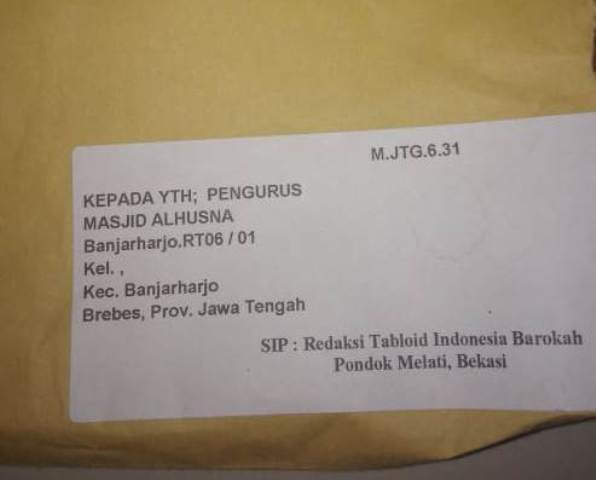 M.JTG.6.31
KEPADA YTH; PENGURUS
MASJID ALHUSNA
Banjarharjo.RT06 / 01
Kel. ,
Kec. Banjarharjo
Brebes, Prov. Jawa Tengah
SIP : Redaksi Tabloid Indonesia Barokah
Pondok Melati, Bekasi